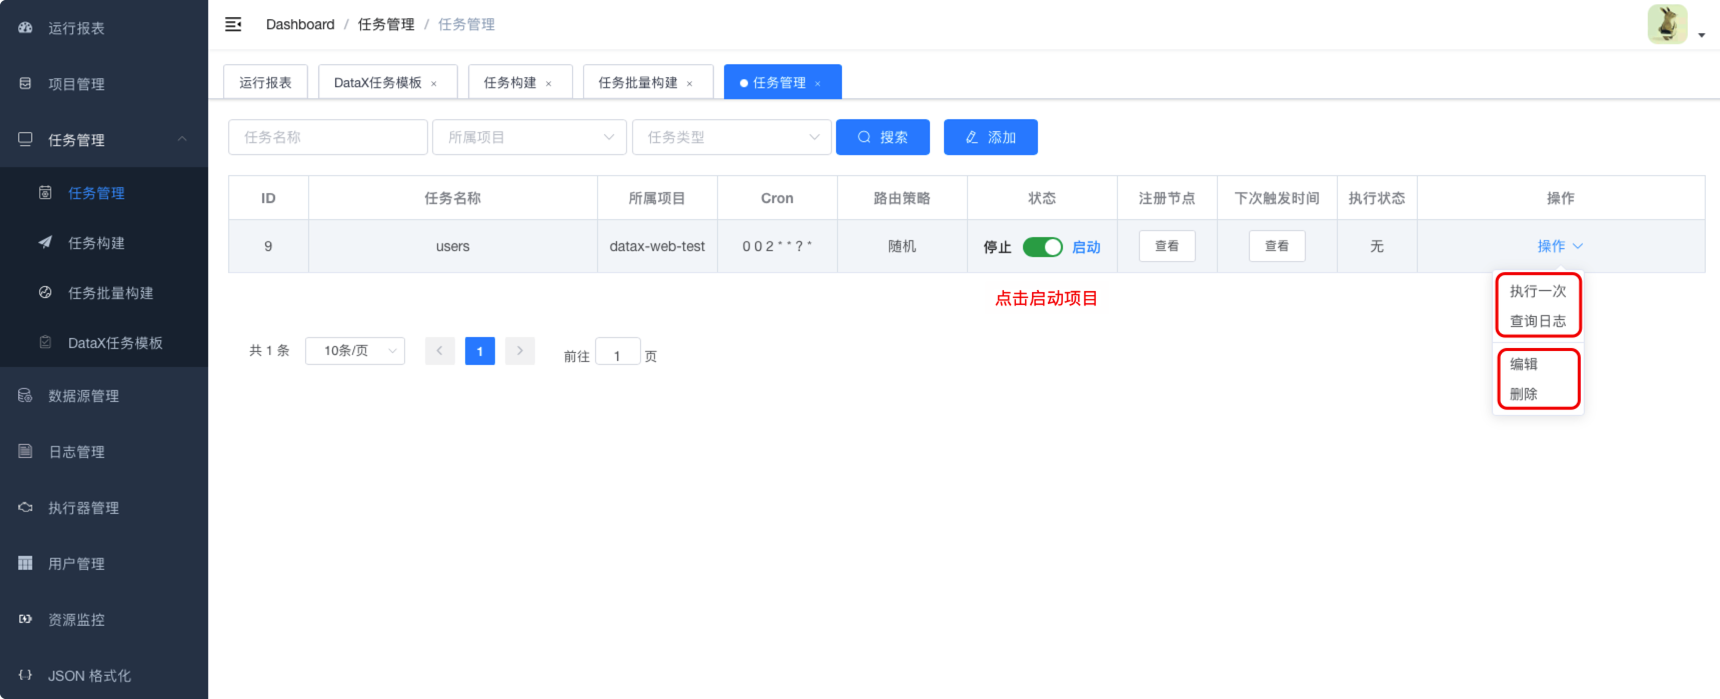 运行报表
项目管理
任务管理
任务管理
任务构建
任务批量构建
DataX任务模板
数据源管理
日志管理
执行器管理
用户管理
资源监控
JSON 格式化
Dashboard / 任务管理 / 任务管理
运行报表 DataX任务模板 × 任务构建 × 任务批量构建 × 任务管理 ×
任务名称 所属项目 任务类型 搜索 添加
ID 任务名称 所属项目 Cron 路由策略 状态 注册节点 下次触发时间 执行状态 操作
9 users datax-web-test 0 0 2 * * ? * 随机 停止 启动 查看 查看 无 操作
点击启动项目
执行一次
查询日志
编辑
删除
共 1 条 10条/页 < 1 > 前往 1 页